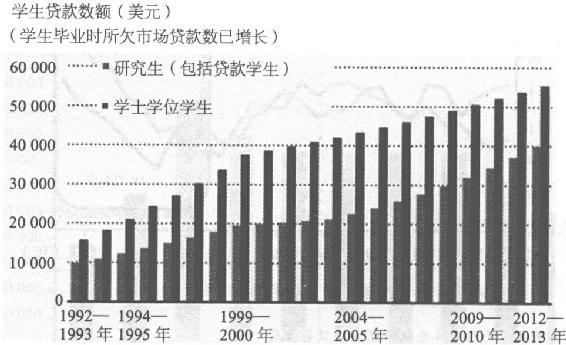 学生贷款数额（美元）
（学生毕业时所欠市场贷款数已增长）
60 000
研究生（包括贷款学生）
50 000
学士学位学生
40 000
30 000
20 000
10 000
0
1992— 1994— 1999— 2004— 2009— 2012—
1993 年 1995 年 2000 年 2005 年 2010 年 2013 年